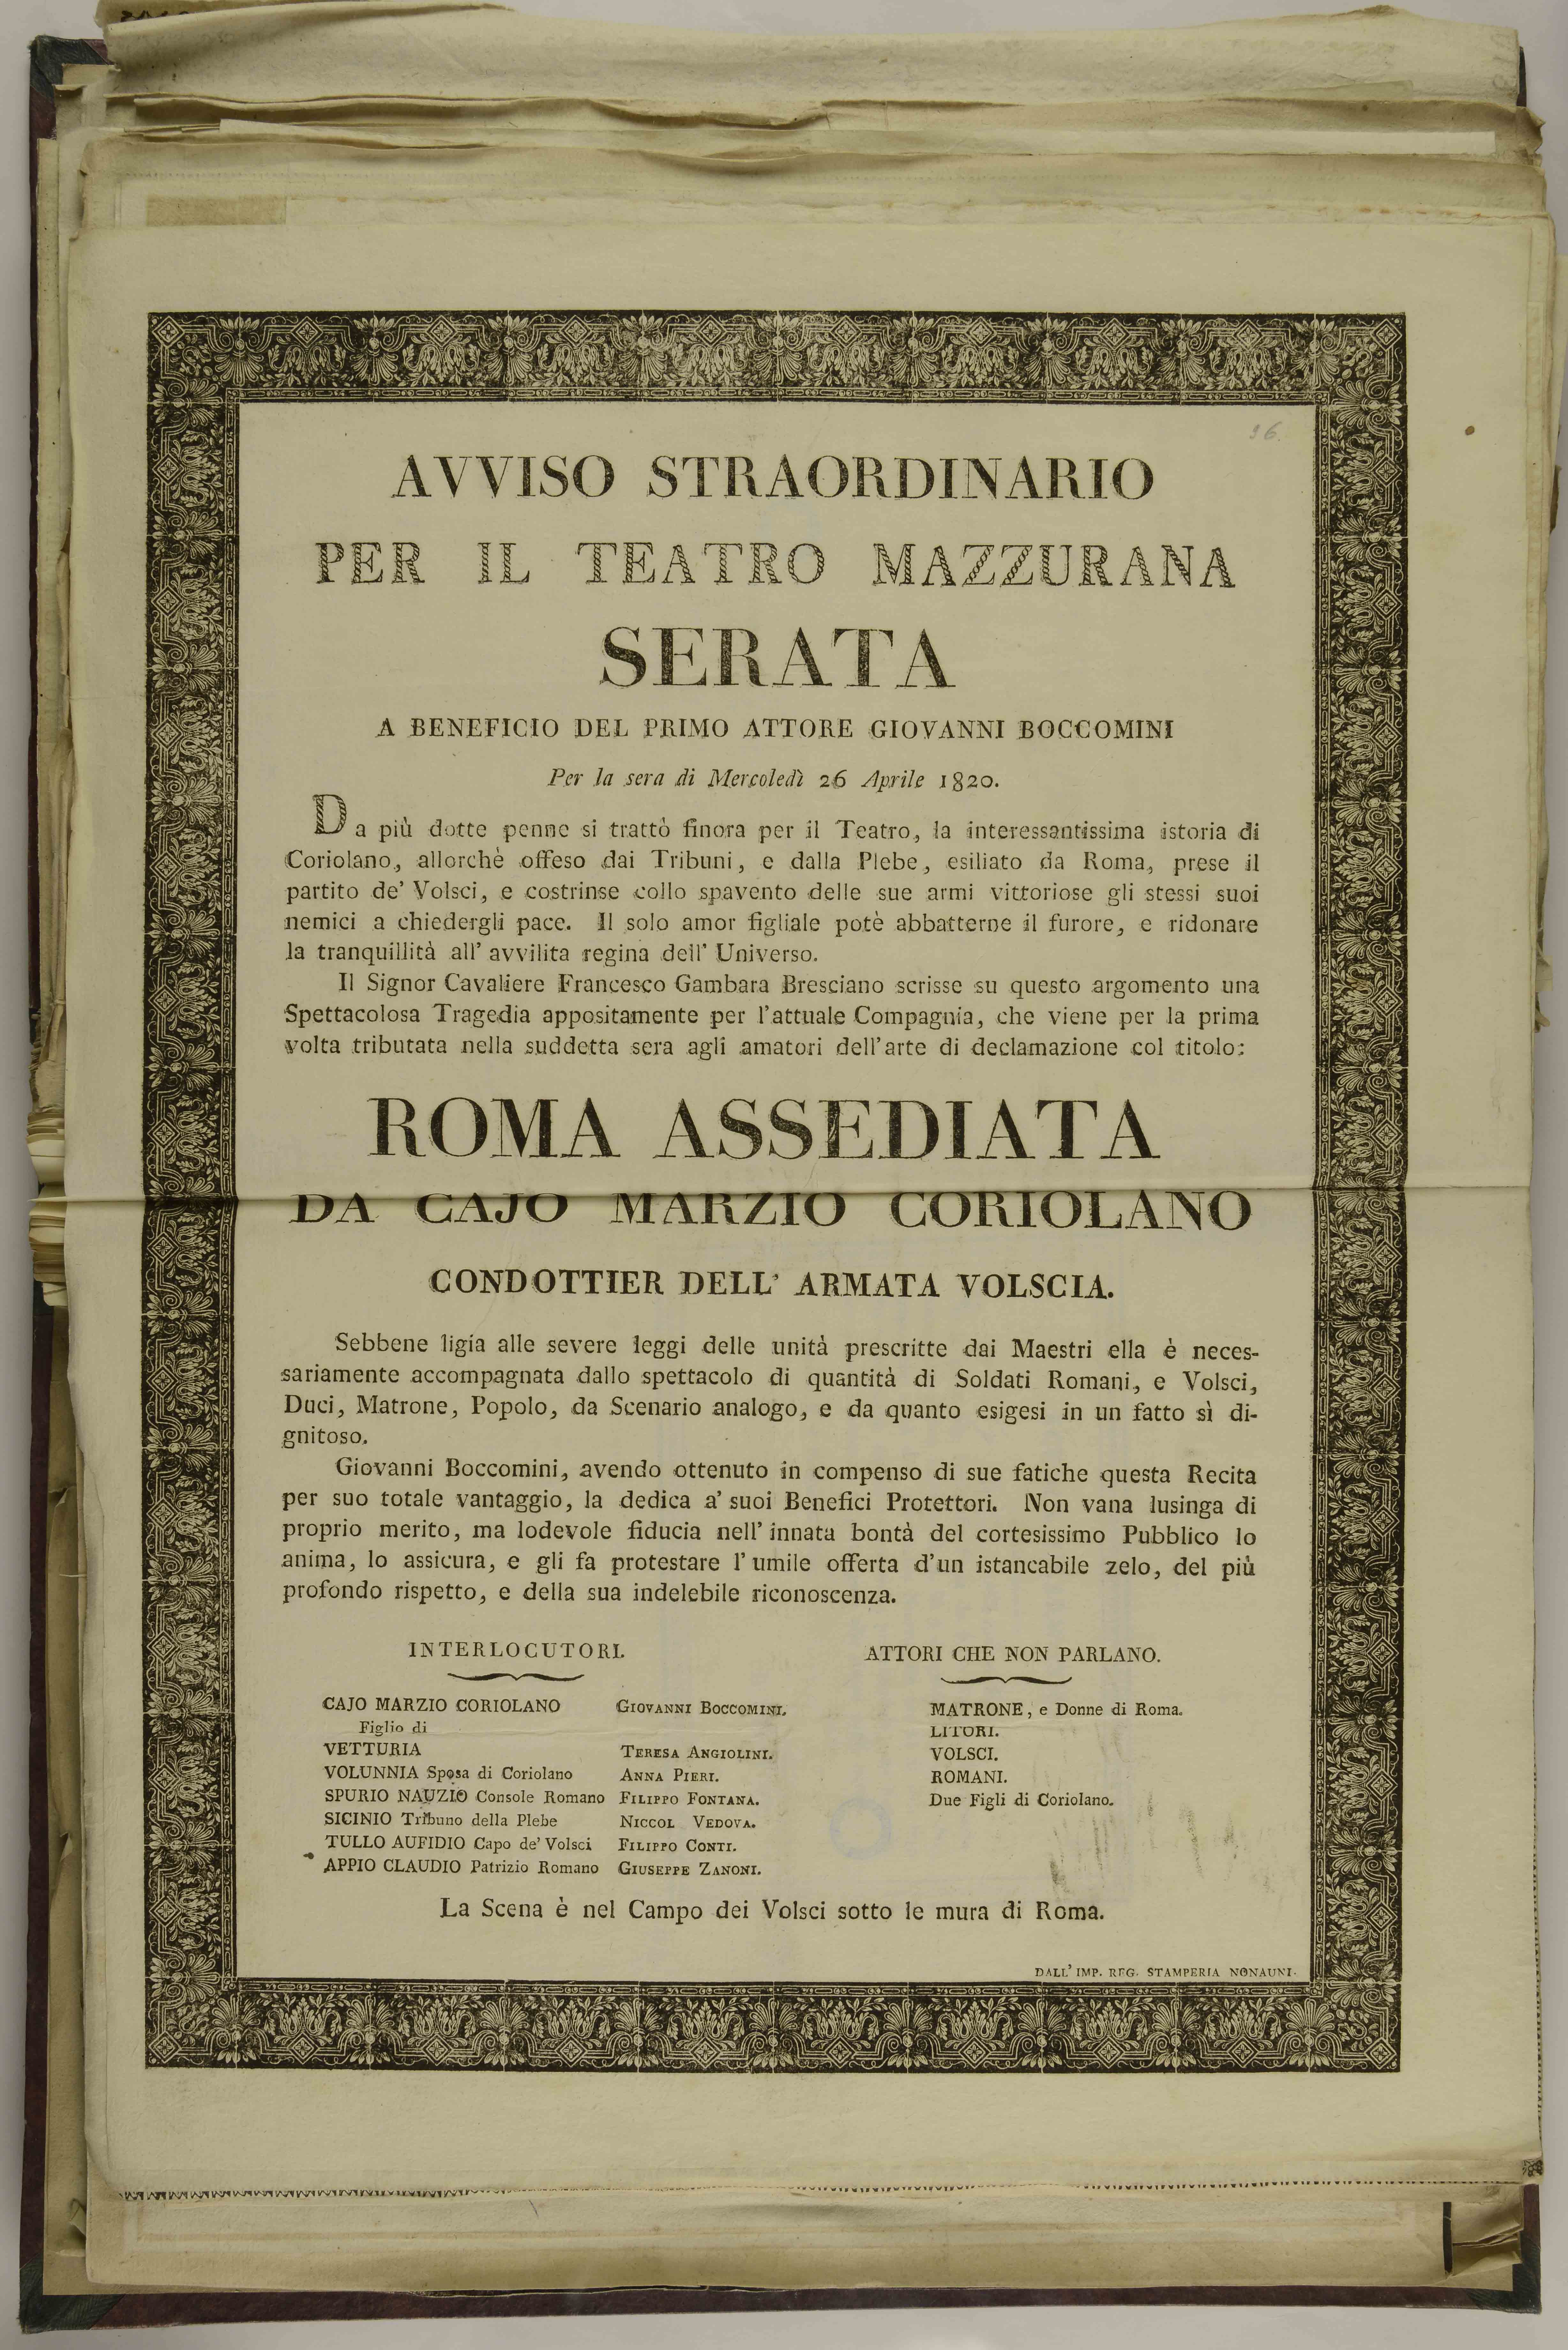 96.
AVVISO STRAORDINARIO
PER IL TEATRO MAZZURANA
SERATA
A BENEFICIO DEL PRIMO ATTORE GIOVANNI BOCCOMINI
Per la sera di Mercoledì 26 Aprile 1820.
Da più dotte penne si trattò finora per il Teatro, la interessantissima istoria di
Coriolano, allorchè offeso dai Tribuni, e dalla Plebe, esiliato da Roma, prese il
partito de' Volsci, e costrinse collo spavento delle sue armi vittoriose gli stessi suoi
nemici a chiedergli pace. Il solo amor figliale potè abbatterne il furore, e ridonare
la tranquillità all' avvilita regina dell' Universo.
Il Signor Cavaliere Francesco Gambara Bresciano scrisse su questo argomento una
Spettacolosa Tragedia appositamente per l'attuale Compagnia, che viene per la prima
volta tributata nella suddetta sera agli amatori dell'arte di declamazione col titolo:
ROMA ASSEDIATA
DA CAJO MARZIO CORIOLANO
CONDOTTIER DELL' ARMATA VOLSCIA.
Sebbene ligia alle severe leggi delle unità prescritte dai Maestri ella è neces-
sariamente accompagnata dallo spettacolo di quantità di Soldati Romani, e Volsci,
Duci, Matrone, Popolo, da Scenario analogo, e da quanto esigesi in un fatto sì di-
gnitoso.
Giovanni Boccomini, avendo ottenuto in compenso di sue fatiche questa Recita
per suo totale vantaggio, la dedica a' suoi Benefici Protettori. Non vana lusinga di
proprio merito, ma lodevole fiducia nell' innata bontà del cortesissimo Pubblico lo
anima, lo assicura, e gli fa protestare l' umile offerta d'un istancabile zelo, del più
profondo rispetto, e della sua indelebile riconoscenza.
INTERLOCUTORI.
CAJO MARZIO CORIOLANO GIOVANNI BOCCOMINI.
Figlio di
VETTURIA TERESA ANGIOLINI.
VOLUNNIA Sposa di Coriolano ANNA PIERI.
SPURIO NAUZIO Console Romano FILIPPO FONTANA.
SICINIO Tribuno della Plebe NICCOL VEDOVA.
TULLO AUFIDIO Capo de' Volsci FILIPPO CONTI.
APPIO CLAUDIO Patrizio Romano GIUSEPPE ZANONI.
ATTORI CHE NON PARLANO.
MATRONE, e Donne di Roma.
LITORI.
VOLSCI.
ROMANI.
Due Figli di Coriolano.
La Scena è nel Campo dei Volsci sotto le mura di Roma.
DALL' IMP. REG. STAMPERIA NONAUNI.